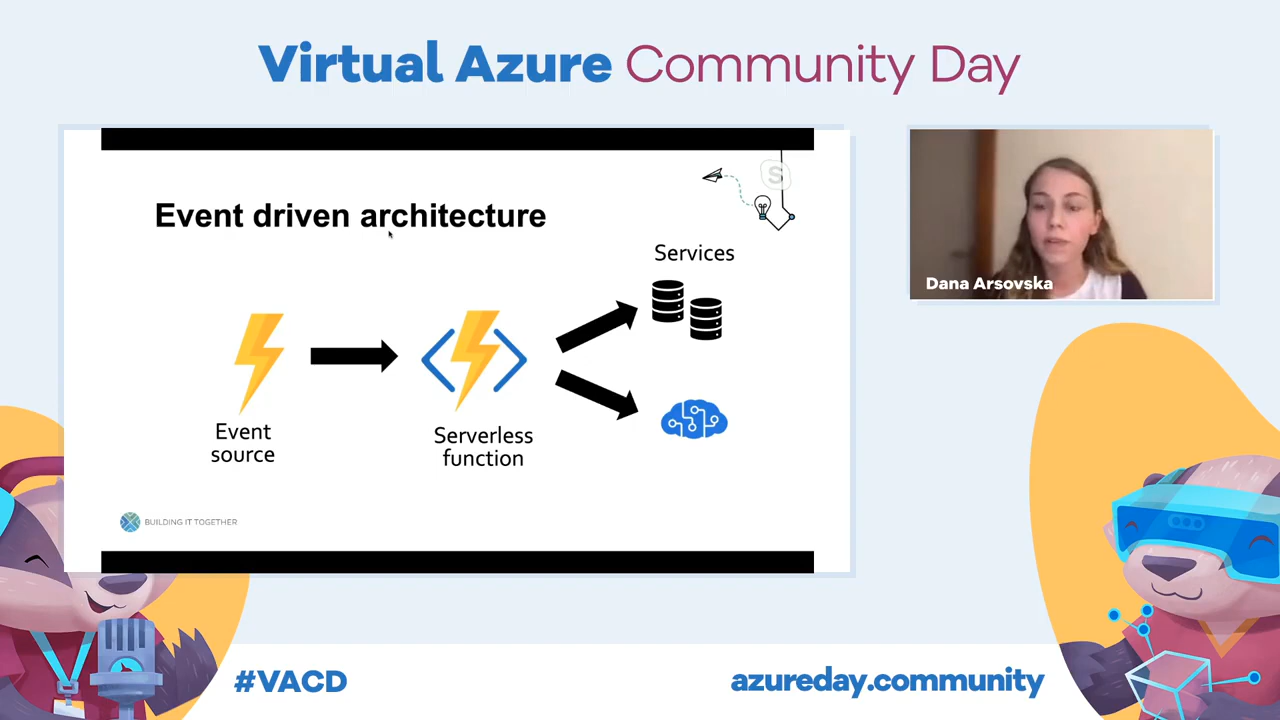 Virtual Azure Community Day
Event driven architecture
S
Services
Event
source
Serverless
function
BUILDING IT TOGETHER
Dana Arsovska
#VACD
azureday.community